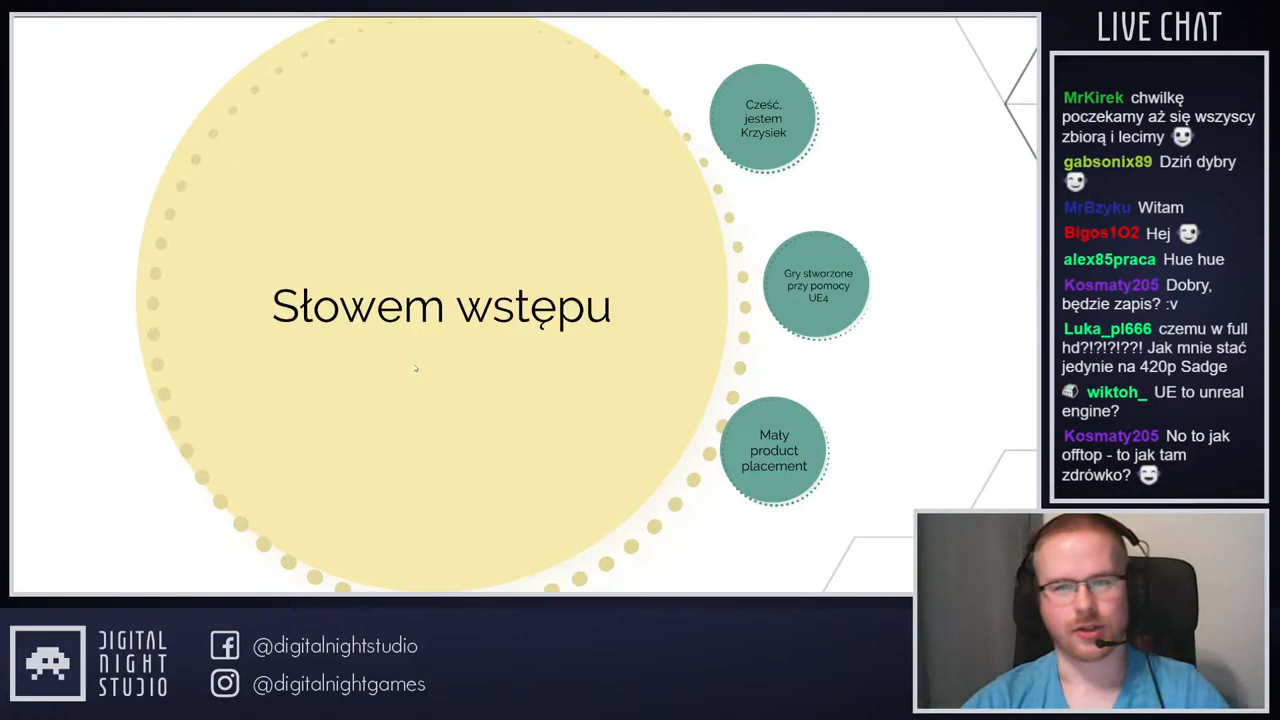 Słowem wstępu
Cześć,
jestem
Krzysiek
Gry stworzone
przy pomocy
UE4
Mały
product
placement
LIVE CHAT
MrKirek chwilkę
poczekamy aż się wszyscy
zbiorą i lecimy
gabsonix89 Dziń dybry
MrBzyku Witam
Bigos1O2 Hej
alex85praca Hue hue
Kosmaty205 Dobry,
będzie zapis? :v
Luka_pl666 czemu w full
hd?!?!?!??! Jak mnie stać
jedynie na 420p Sadge
wiktoh_ UE to unreal
engine?
Kosmaty205 No to jak
offtop - to jak tam
zdrówko?
DIGITAL
NIGHT
STUDIO
@digitalnightstudio
@digitalnightgames